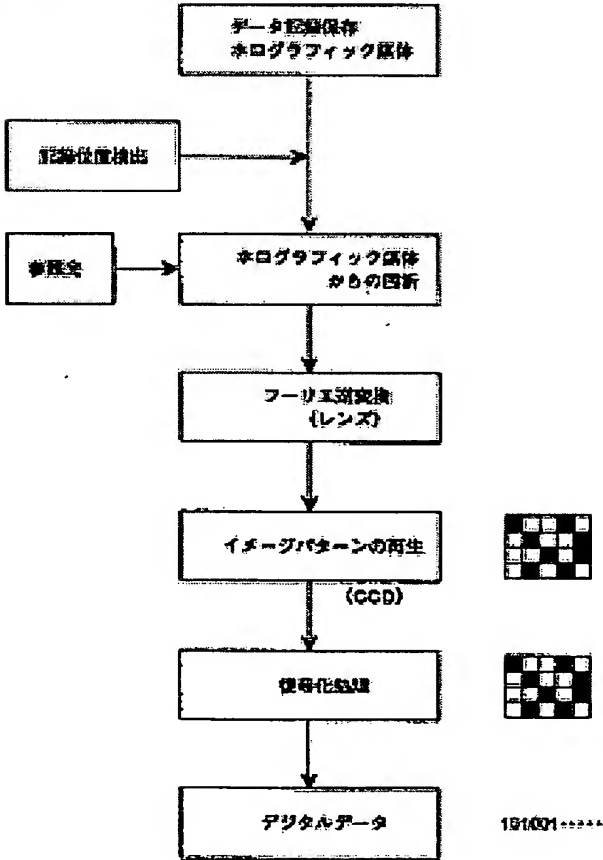 データ記録保存
ホログラフィック媒体
記録位置検出
参照光
ホログラフィック媒体
からの回折
フーリエ逆変換
(レンズ)
イメージパターンの再生
(CCD)
復号化処理
デジタルデータ
101001·····